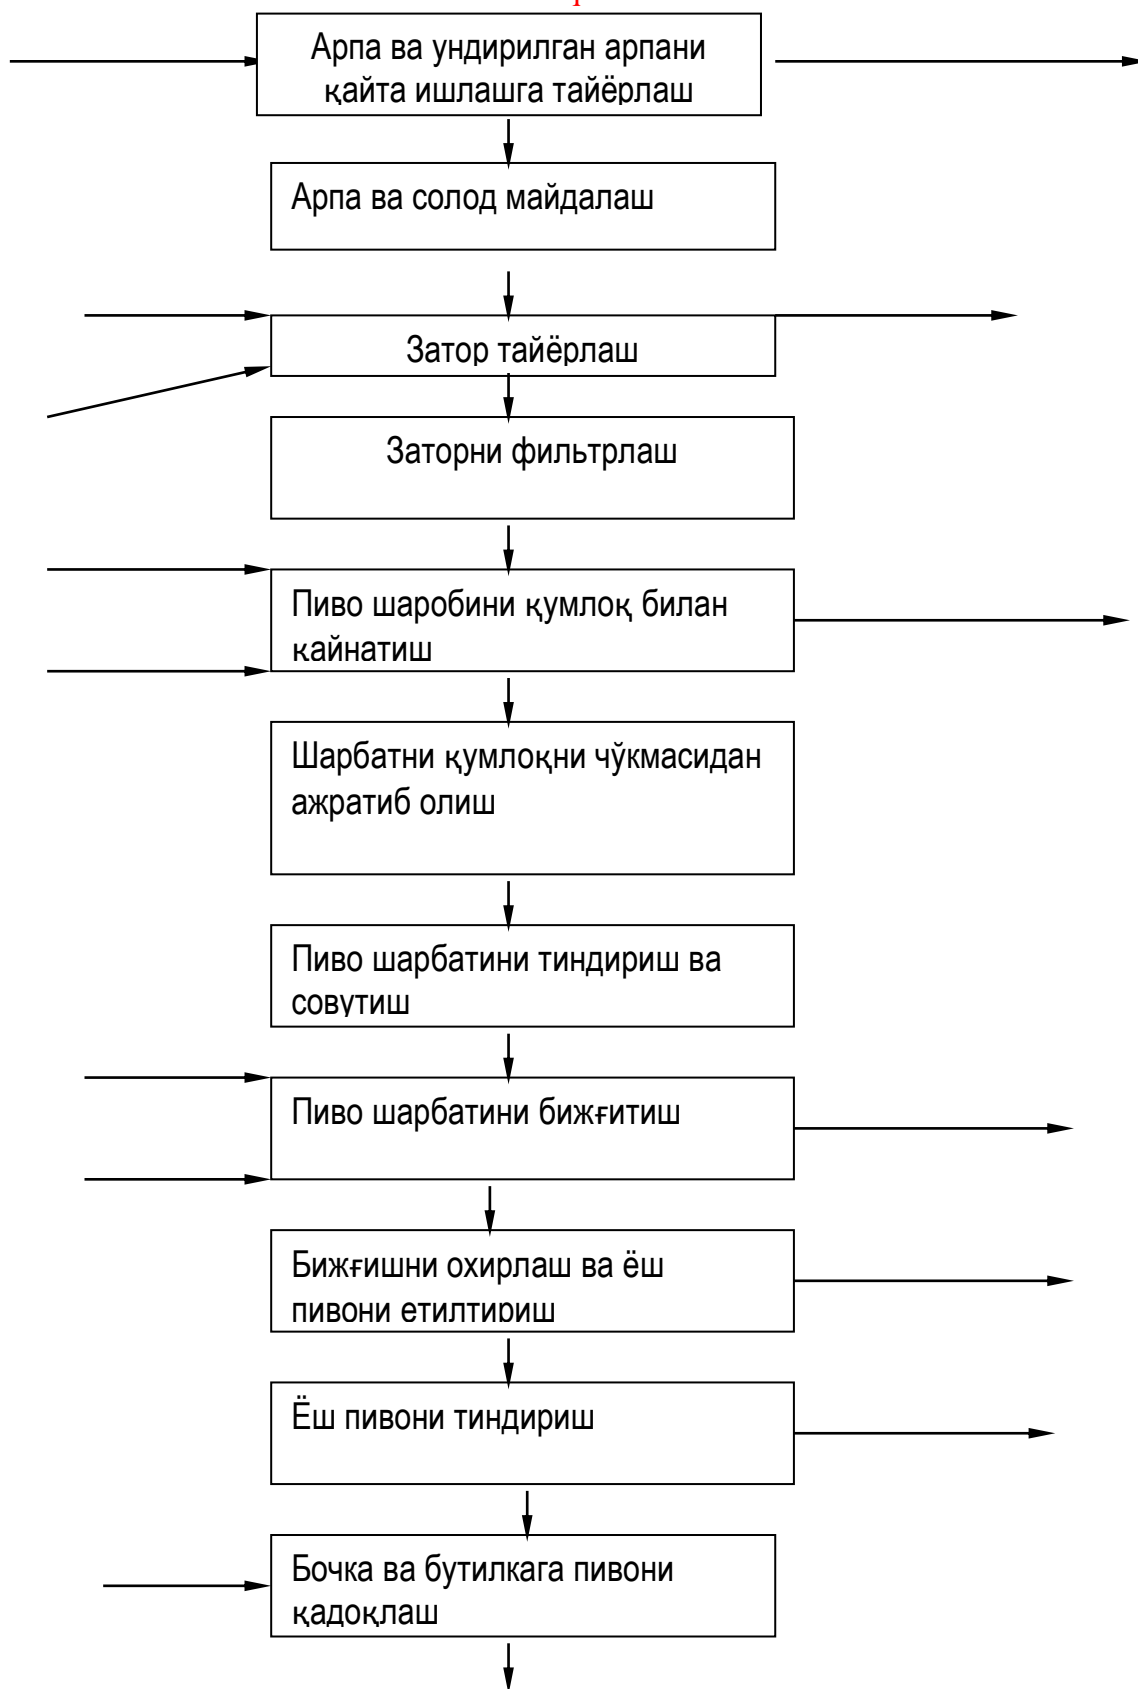 Арпа ва ундирилган арпани
қайта ишлашга тайёрлаш
Арпа ва солод майдалаш
Затор тайёрлаш
Заторни фильтрлаш
Пиво шаробини қумлоқ билан
қайнатиш
Шарбатни қумлоқни чўкмасидан
ажратиб олиш
Пиво шарбатини тиндириш ва
совутиш
Пиво шарбатини бижғитиш
Бижғишни охирлаш ва ёш
пивони етилтириш
Ёш пивони тиндириш
Бочка ва бутилкага пивони
қадоқлаш